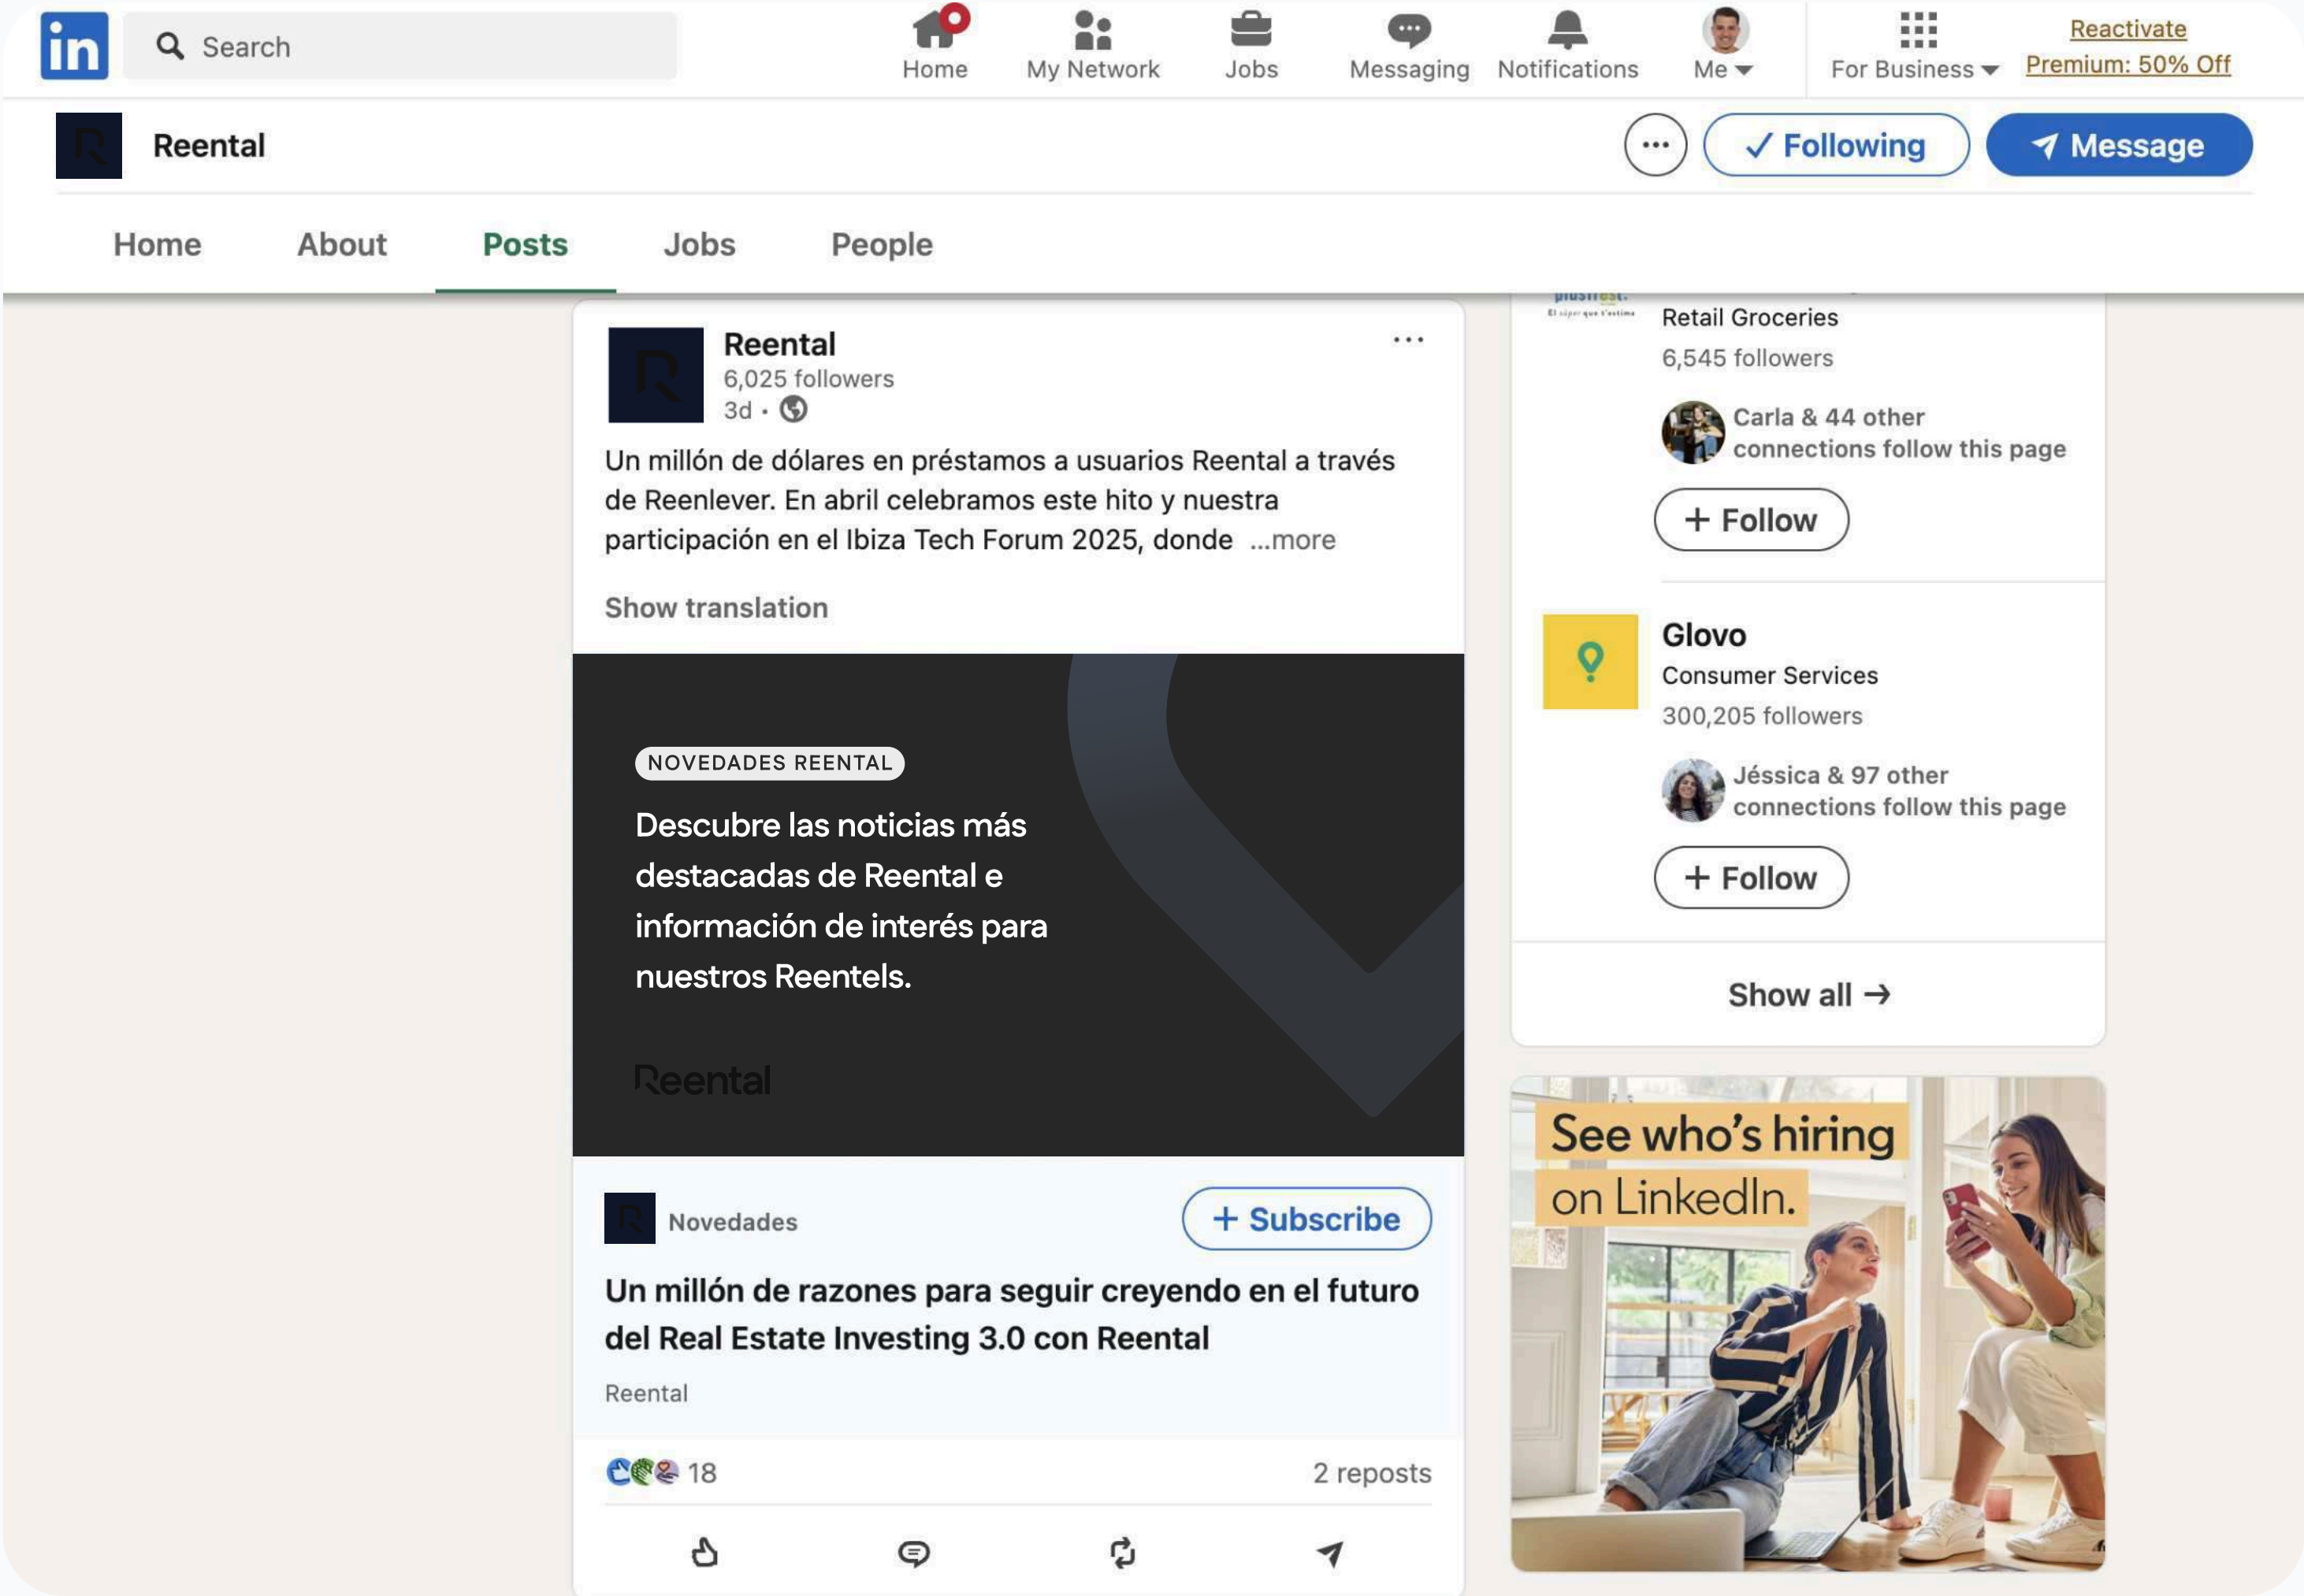 in
Search
Home
My Network
Jobs
Messaging
Notifications
Me
For Business
Reactivate
Premium: 50% Off
Reental
Following
Message
Home
About
Posts
Jobs
People
Reental
6,025 followers
3d •
Un millón de dólares en préstamos a usuarios Reental a través
de Reenlever. En abril celebramos este hito y nuestra
participación en el Ibiza Tech Forum 2025, donde ...more
Show translation
NOVEDADES REENTAL
Descubre las noticias más
destacadas de Reental e
información de interés para
nuestros Reentels.
Reental
Novedades
+ Subscribe
Un millón de razones para seguir creyendo en el futuro
del Real Estate Investing 3.0 con Reental
Reental
18
2 reposts
plusfresc.
El súper que t'estima
Retail Groceries
6,545 followers
Carla & 44 other
connections follow this page
+ Follow
Glovo
Consumer Services
300,205 followers
Jéssica & 97 other
connections follow this page
+ Follow
Show all →
See who's hiring
on LinkedIn.